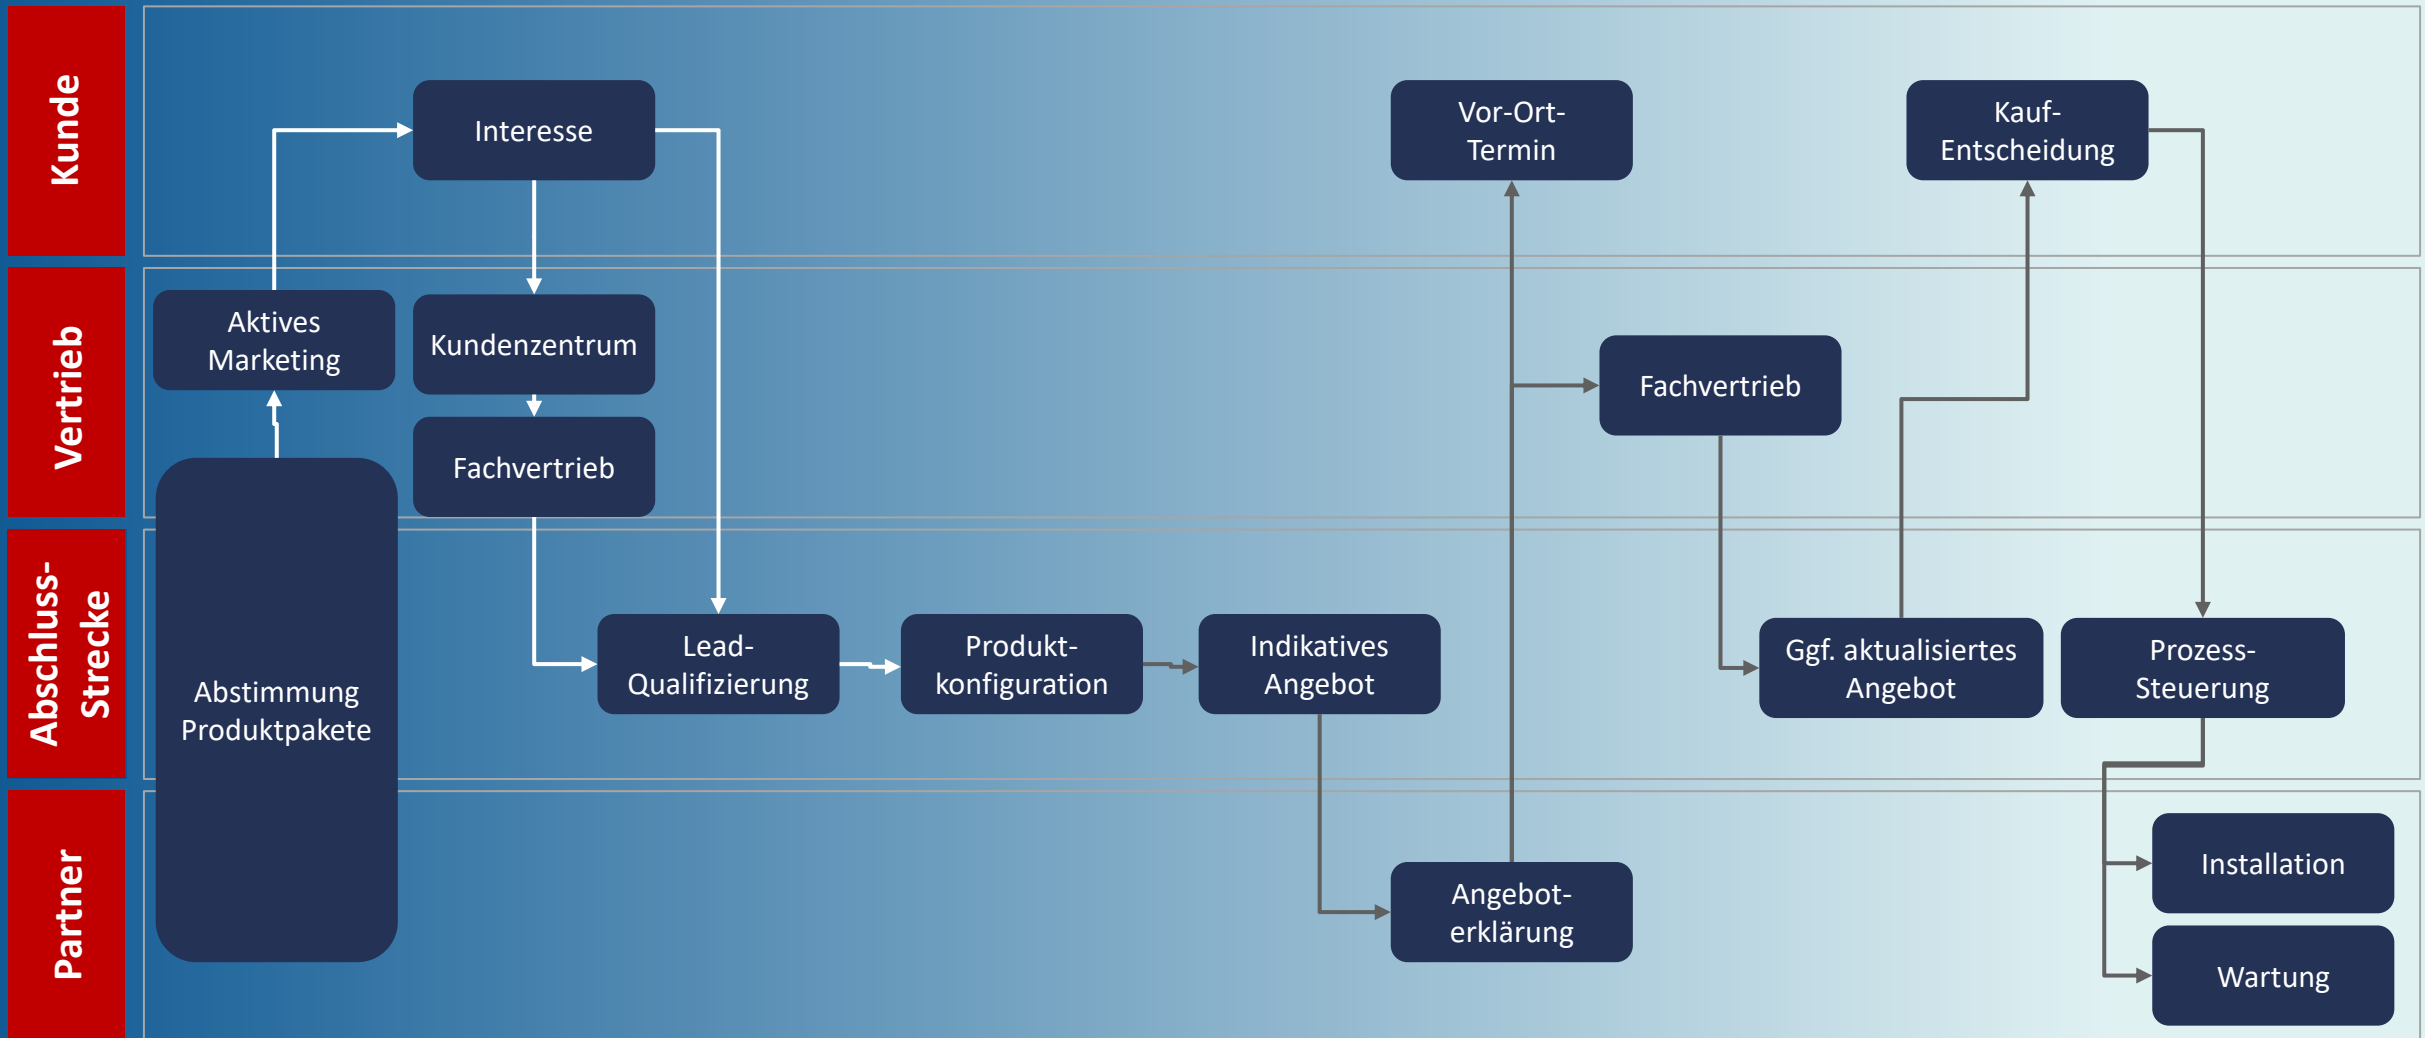 Kunde
Interesse
Vor-Ort-
Termin
Kauf-
Entscheidung
Vertrieb
Aktives
Marketing
Kundenzentrum
Fachvertrieb
Fachvertrieb
Abschluss-
Strecke
Abstimmung
Produktpakete
Lead-
Qualifizierung
Produkt-
konfiguration
Indikatives
Angebot
Ggf. aktualisiertes
Angebot
Prozess-
Steuerung
Partner
Angebot-
erklärung
Installation
Wartung